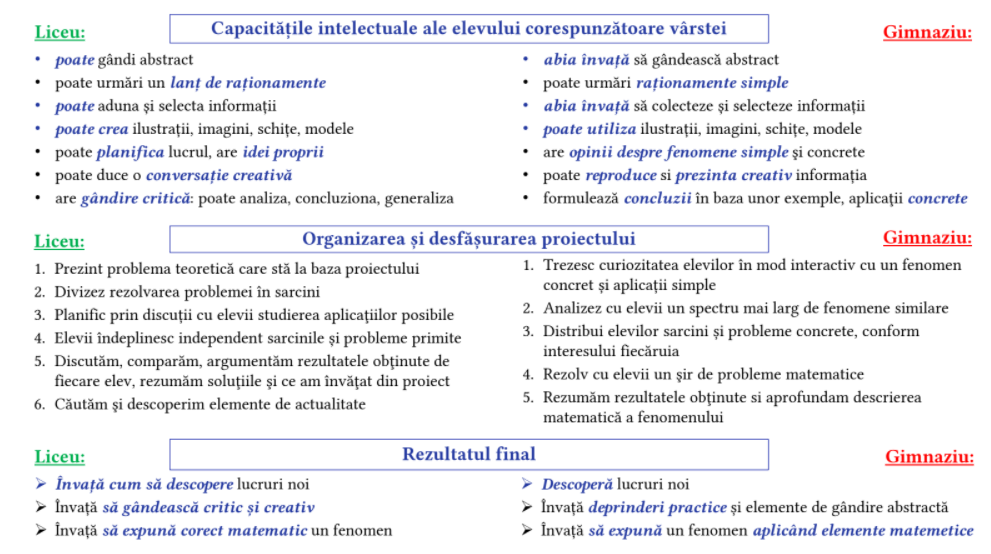 Capacitățile intelectuale ale elevului corespunzătoare vârstei
Liceu:
• poate gândi abstract
• poate urmări un lanț de raționamente
• poate aduna și selecta informații
• poate crea ilustrații, imagini, schițe, modele
• poate planifica lucrul, are idei proprii
• poate duce o conversație creativă
• are gândire critică: poate analiza, concluziona, generaliza
Gimnaziu:
• abia învață să gândească abstract
• poate urmări raționamente simple
• abia învață să colecteze și selecteze informații
• poate utiliza ilustrații, imagini, schițe, modele
• are opinii despre fenomene simple și concrete
• poate reproduce si prezinta creativ informația
• formulează concluzii în baza unor exemple, aplicații concrete
Organizarea și desfășurarea proiectului
Liceu:
1. Prezint problema teoretică care stă la baza proiectului
2. Divizez rezolvarea problemei în sarcini
3. Planific prin discuții cu elevii studierea aplicaţiilor posibile
4. Elevii îndeplinesc independent sarcinile și probleme primite
5. Discutăm, comparăm, argumentăm rezultatele obţinute de
fiecare elev, rezumăm soluţiile şi ce am învăţat din proiect
6. Căutăm şi descoperim elemente de actualitate
Gimnaziu:
1. Trezesc curiozitatea elevilor în mod interactiv cu un fenomen
concret și aplicații simple
2. Analizez cu elevii un spectru mai larg de fenomene similare
3. Distribui elevilor sarcini și probleme concrete, conform
interesului fiecăruia
4. Rezolv cu elevii un şir de probleme matematice
5. Rezumăm rezultatele obţinute si aprofundam descrierea
matematică a fenomenului
Rezultatul final
Liceu:
➢ Învață cum să descopere lucruri noi
➢ Învață să gândească critic și creativ
➢ Învață să expună corect matematic un fenomen
Gimnaziu:
➢ Descoperă lucruri noi
➢ Învață deprinderi practice și elemente de gândire abstractă
➢ Învață să expună un fenomen aplicând elemente matemetice